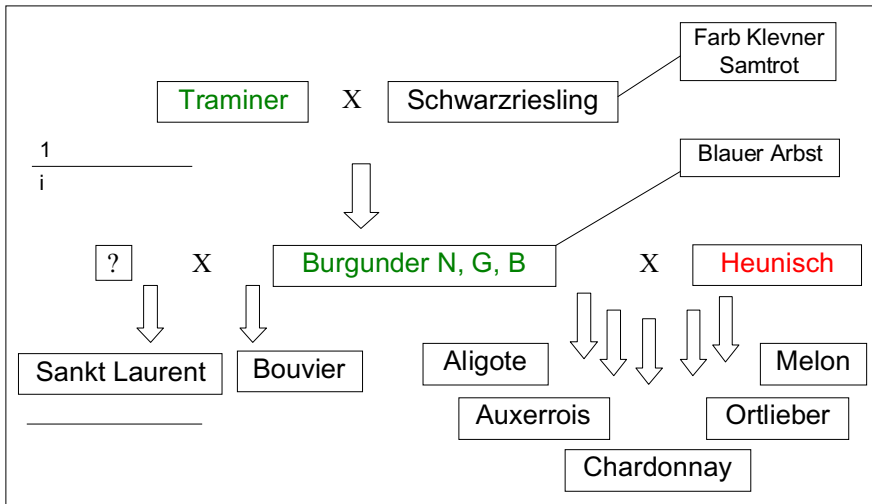 Farb Klevner
Samtrot
Traminer X Schwarzriesling
1
i
Blauer Arbst
? X Burgunder N, G, B X Heunisch
Sankt Laurent Bouvier Aligote Melon
Auxerrois Ortlieber
Chardonnay